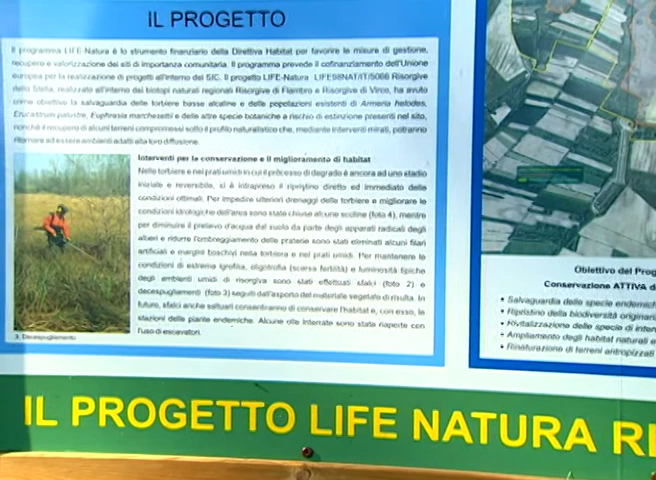 IL PROGETTO
Il programma LIFE Natura è lo strumento finanziario della Direttiva Habitat per favorire le misure di gestione,
recupero e valorizzazione dei siti di importanza comunitaria. Il programma prevede il cofinanziamento dell'Unione
europea per la realizzazione di progetti all'interno dei SIC. Il progetto LIFE-Natura LIFE98NAT/IT/5066 Risorgive
dello Stella, realizzato all'interno dei biotopi naturali regionali Risorgive di Flambro e Risorgive di Virco, ha avuto
come obiettivo la salvaguardia delle torbiere basse alcaline e delle popolazioni esistenti di Armeria helodes,
Erucastrum palustre, Euphrasia marchesettii e delle altre specie botaniche a rischio di estinzione presenti nel sito,
nonché il recupero di alcuni terreni compromessi sotto il profilo naturalistico che, mediante interventi mirati, potranno
ritornare ad essere ambienti adatti alla loro diffusione.
Interventi per la conservazione e il miglioramento di habitat
Nelle torbiere e nei prati umidi in cui il processo di degrado è ancora ad uno stadio
iniziale e reversibile, si è intrapreso il ripristino diretto ed immediato delle
condizioni ottimali. Per impedire ulteriori drenaggi delle torbiere e migliorare le
condizioni idrologiche dell'area sono state chiuse alcune scoline (foto 4), mentre
per diminuire il prelievo d'acqua dal suolo da parte degli apparati radicali degli
alberi e ridurre l'ombreggiamento delle praterie sono stati eliminati alcuni filari
artificiali e margini boschivi nella torbiera e nei prati umidi. Per mantenere le
condizioni di estrema igrofilia, oligotrofia (scarsa fertilità) e luminosità tipiche
degli ambienti umidi di risorgiva sono stati effettuati sfalci (foto 2) e
decespugliamenti (foto 3) seguiti dall'asporto del materiale vegetale di risulta. In
futuro, sfalci anche saltuari consentiranno di conservare l'habitat e, con esso, le
stazioni delle piante endemiche. Alcune olle interrate sono state riaperte con
l'uso di escavatori.
3. Decespugliamento
Obiettivo del Prog
Conservazione ATTIVA d
• Salvaguardia delle specie endemich
• Ripristino della biodiversità originari
• Rivitalizzazione delle specie di inter
• Ampliamento degli habitat naturali e
• Rinaturazione di terreni antropizzati
IL PROGETTO LIFE NATURA RI